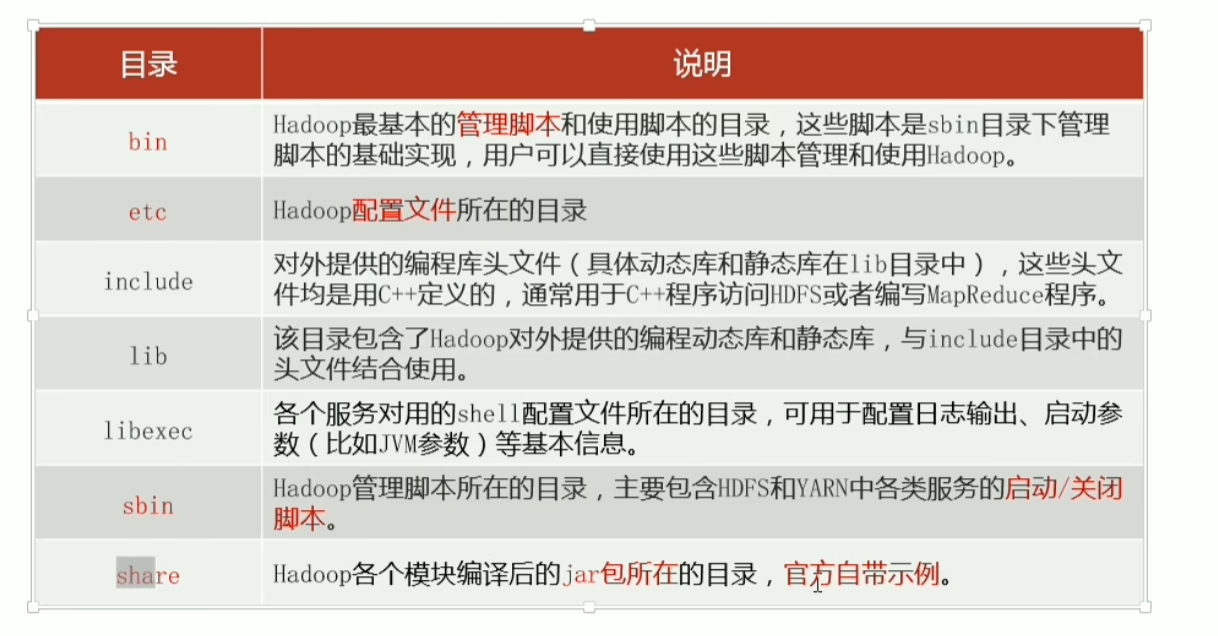 目录 说明
bin
Hadoop最基本的管理脚本和使用脚本的目录，这些脚本是sbin目录下管理
脚本的基础实现，用户可以直接使用这些脚本管理和使用Hadoop。
etc
Hadoop配置文件所在的目录
include
对外提供的编程库头文件（具体动态库和静态库在lib目录中），这些头文
件均是用C++定义的，通常用于C++程序访问HDFS或者编写MapReduce程序。
lib
该目录包含了Hadoop对外提供的编程动态库和静态库，与include目录中的
头文件结合使用。
libexec
各个服务对用的shell配置文件所在的目录，可用于配置日志输出、启动参
数（比如JVM参数）等基本信息。
sbin
Hadoop管理脚本所在的目录，主要包含HDFS和YARN中各类服务的启动/关闭
脚本。
share
Hadoop各个模块编译后的jar包所在的目录，官方自带示例。